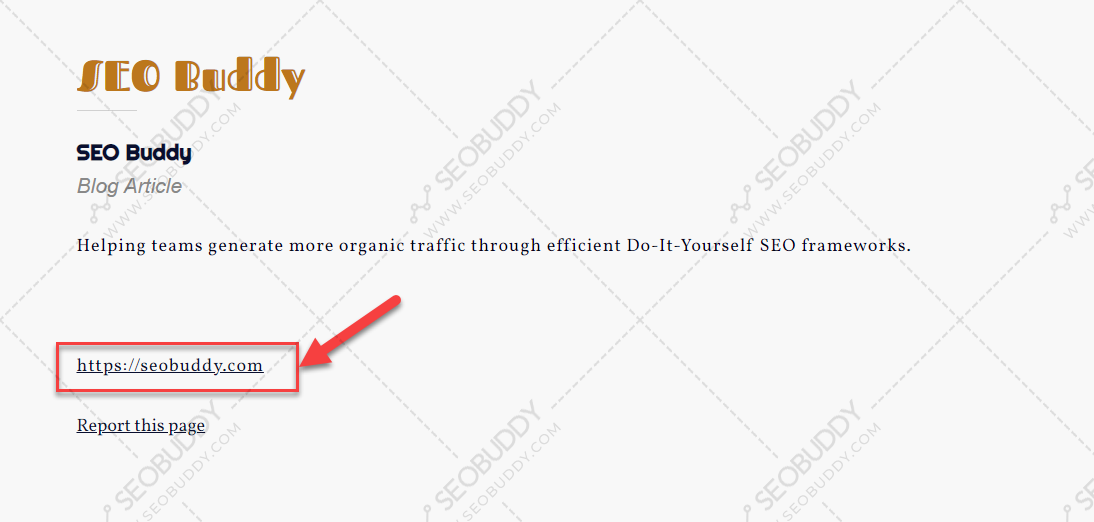 SEO Buddy
SEO Buddy
Blog Article
Helping teams generate more organic traffic through efficient Do-It-Yourself SEO frameworks.
https://seobuddy.com
Report this page
SEOBUDDY
WWW.SEOBUDDY.COM